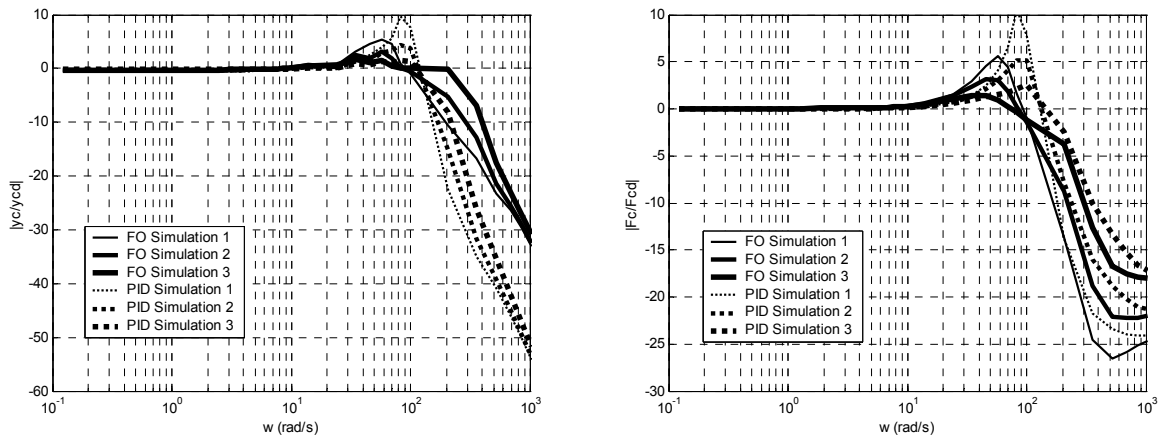 10
0
-10
-20
-30
-40
-50
-60
|yc/ycd|
FO Simulation 1
FO Simulation 2
FO Simulation 3
PID Simulation 1
PID Simulation 2
PID Simulation 3
10^-1 10^0 10^1 10^2 10^3
w (rad/s)
10
5
0
-5
-10
-15
-20
-25
-30
|Fc/Fcd|
FO Simulation 1
FO Simulation 2
FO Simulation 3
PID Simulation 1
PID Simulation 2
PID Simulation 3
10^-1 10^0 10^1 10^2 10^3
w (rad/s)